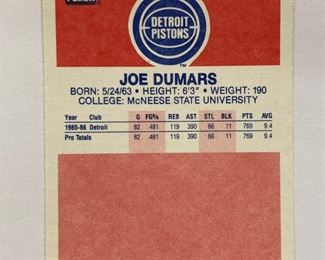 DETROIT
PISTONS
TM
JOE DUMARS
BORN: 5/24/63 • HEIGHT: 6'3" • WEIGHT: 190
COLLEGE: McNEESE STATE UNIVERSITY
Year Club G FG% REB AST STL BLK PTS AVG
1985-86 Detroit 82 .481 119 390 66 11 769 9.4
Pro Totals 82 .481 119 390 66 11 769 9.4